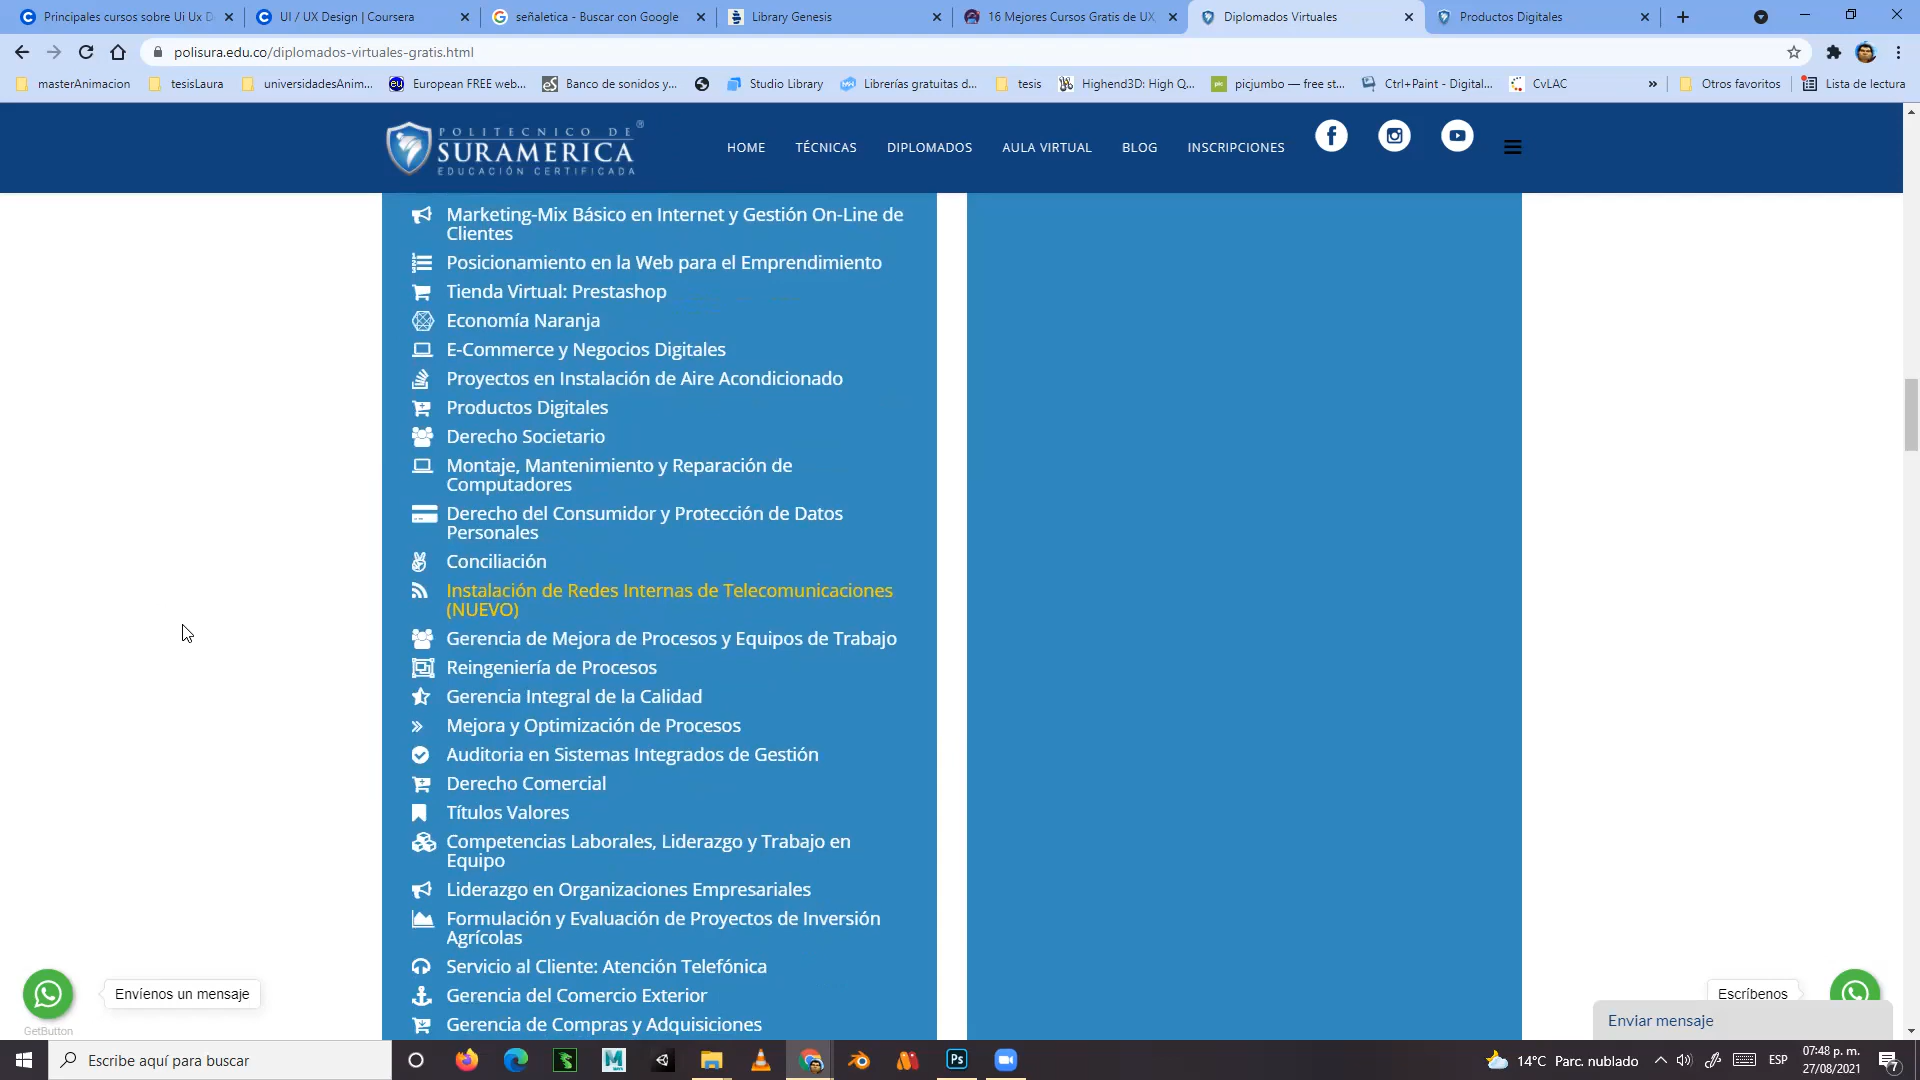 Principales cursos sobre Ui Ux D
UI / UX Design | Coursera
señaletica - Buscar con Google
Library Genesis
16 Mejores Cursos Gratis de UX
Diplomados Virtuales
Productos Digitales
polisura.edu.co/diplomados-virtuales-gratis.html
masterAnimacion
tesisLaura
universidadesAnim...
European FREE web...
Banco de sonidos y...
Studio Library
Librerías gratuitas d...
tesis
Highend3D: High Q...
picjumbo — free st...
Ctrl+Paint - Digital...
CvLAC
»
Otros favoritos
Lista de lectura
POLITECNICO DE ®
SURAMERICA
EDUCACIÓN CERTIFICADA
HOME
TÉCNICAS
DIPLOMADOS
AULA VIRTUAL
BLOG
INSCRIPCIONES
Marketing-Mix Básico en Internet y Gestión On-Line de
Clientes
Posicionamiento en la Web para el Emprendimiento
Tienda Virtual: Prestashop
Economía Naranja
E-Commerce y Negocios Digitales
Proyectos en Instalación de Aire Acondicionado
Productos Digitales
Derecho Societario
Montaje, Mantenimiento y Reparación de
Computadores
Derecho del Consumidor y Protección de Datos
Personales
Conciliación
Instalación de Redes Internas de Telecomunicaciones
(NUEVO)
Gerencia de Mejora de Procesos y Equipos de Trabajo
Reingeniería de Procesos
Gerencia Integral de la Calidad
Mejora y Optimización de Procesos
Auditoria en Sistemas Integrados de Gestión
Derecho Comercial
Títulos Valores
Competencias Laborales, Liderazgo y Trabajo en
Equipo
Liderazgo en Organizaciones Empresariales
Formulación y Evaluación de Proyectos de Inversión
Agrícolas
Servicio al Cliente: Atención Telefónica
Gerencia del Comercio Exterior
Gerencia de Compras y Adquisiciones
Envíenos un mensaje
GetButton
Escríbenos
Enviar mensaje
Escribe aquí para buscar
Ps
14°C Parc. nublado
ESP
07:48 p. m.
27/08/2021
7